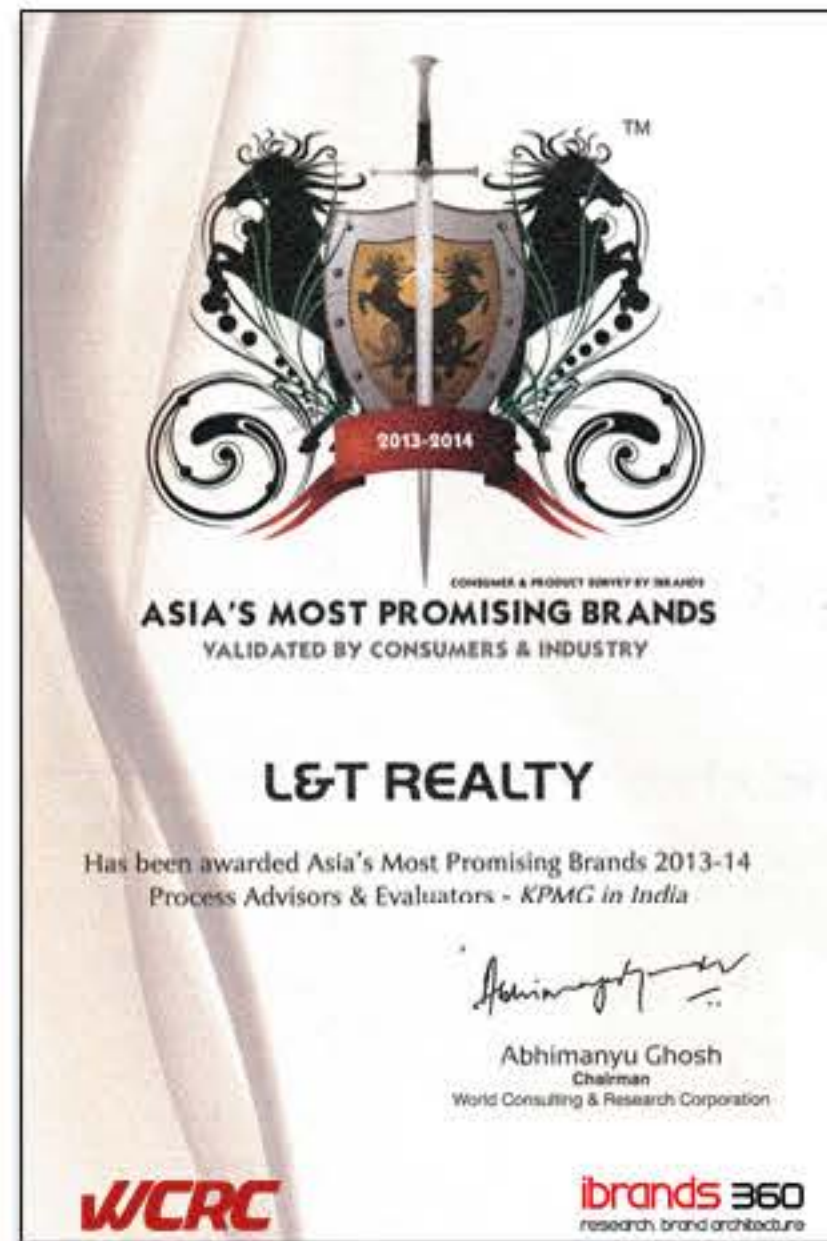 TM
2013-2014
CONSUMER & PRODUCT SURVEY BY IBRANDS
ASIA'S MOST PROMISING BRANDS
VALIDATED BY CONSUMERS & INDUSTRY
L&T REALTY
Has been awarded Asia's Most Promising Brands 2013-14
Process Advisors & Evaluators - KPMG in India
Abhimanyu Ghosh
Chairman
World Consulting & Research Corporation
WCRC
ibrands 360
research. brand architecture